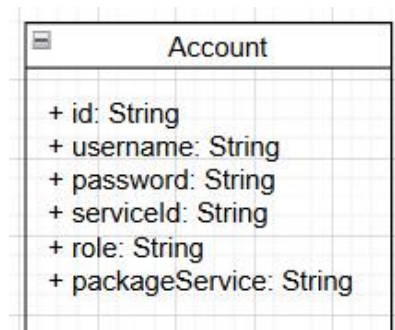 Account
+ id: String
+ username: String
+ password: String
+ serviceId: String
+ role: String
+ packageService: String